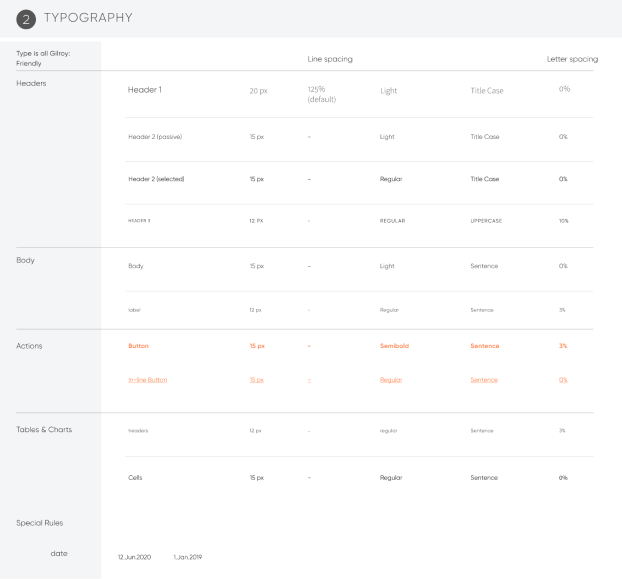 2 TYPOGRAPHY
Type is all Gilroy:
Friendly
Line spacing
Letter spacing
Headers
Header 1 20 px 125% Light Title Case 0%
(default)
Header 2 (passive) 15 px - Light Title Case 0%
Header 2 (selected) 15 px - Regular Title Case 0%
HEADER 3 12 PX - REGULAR UPPERCASE 10%
Body
Body 15 px - Light Sentence 0%
label 12 px - Regular Sentence 3%
Actions
Button 15 px - Semibold Sentence 3%
In-line Button 15 px - Regular Sentence 0%
Tables & Charts
headers 12 px - regular Sentence 3%
Cells 15 px - Regular Sentence 0%
Special Rules
date 12.Jun.2020 1.Jan.2019